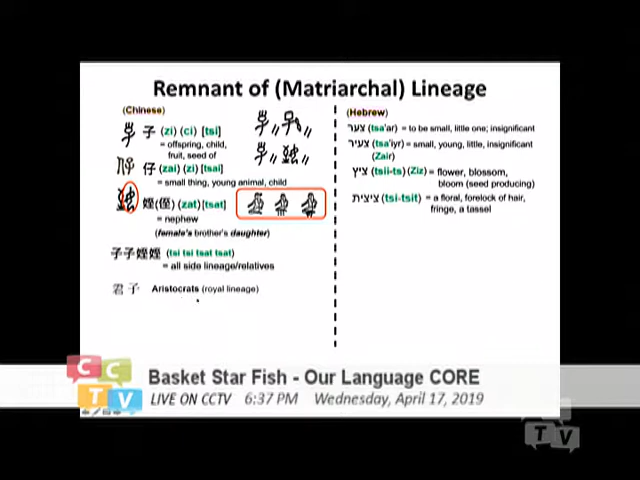 Remnant of (Matriarchal) Lineage
(Chinese)
子 (zi) (ci) [tsi]
= offspring, child,
fruit, seed of
仔 (zai) (zi) [tsai]
= small thing, young animal, child
姪(侄) (zat) [tsat]
= nephew
(female's brother's daughter)
子子姪姪 (tsi tsi tsat tsat)
= all side lineage/relatives
君子 Aristocrats (royal lineage)
(Hebrew)
צער (tsa'ar) = to be small, little one; insignificant
צעיר (tsa'iyr) = small, young, little, insignificant
(Zair)
ציץ (tsii-ts) (Ziz) = flower, blossom,
bloom (seed producing)
ציצית (tsi-tsit) = a floral, forelock of hair,
fringe, a tassel
CCTV
Basket Star Fish - Our Language CORE
LIVE ON CCTV 6:37 PM Wednesday, April 17, 2019
TV